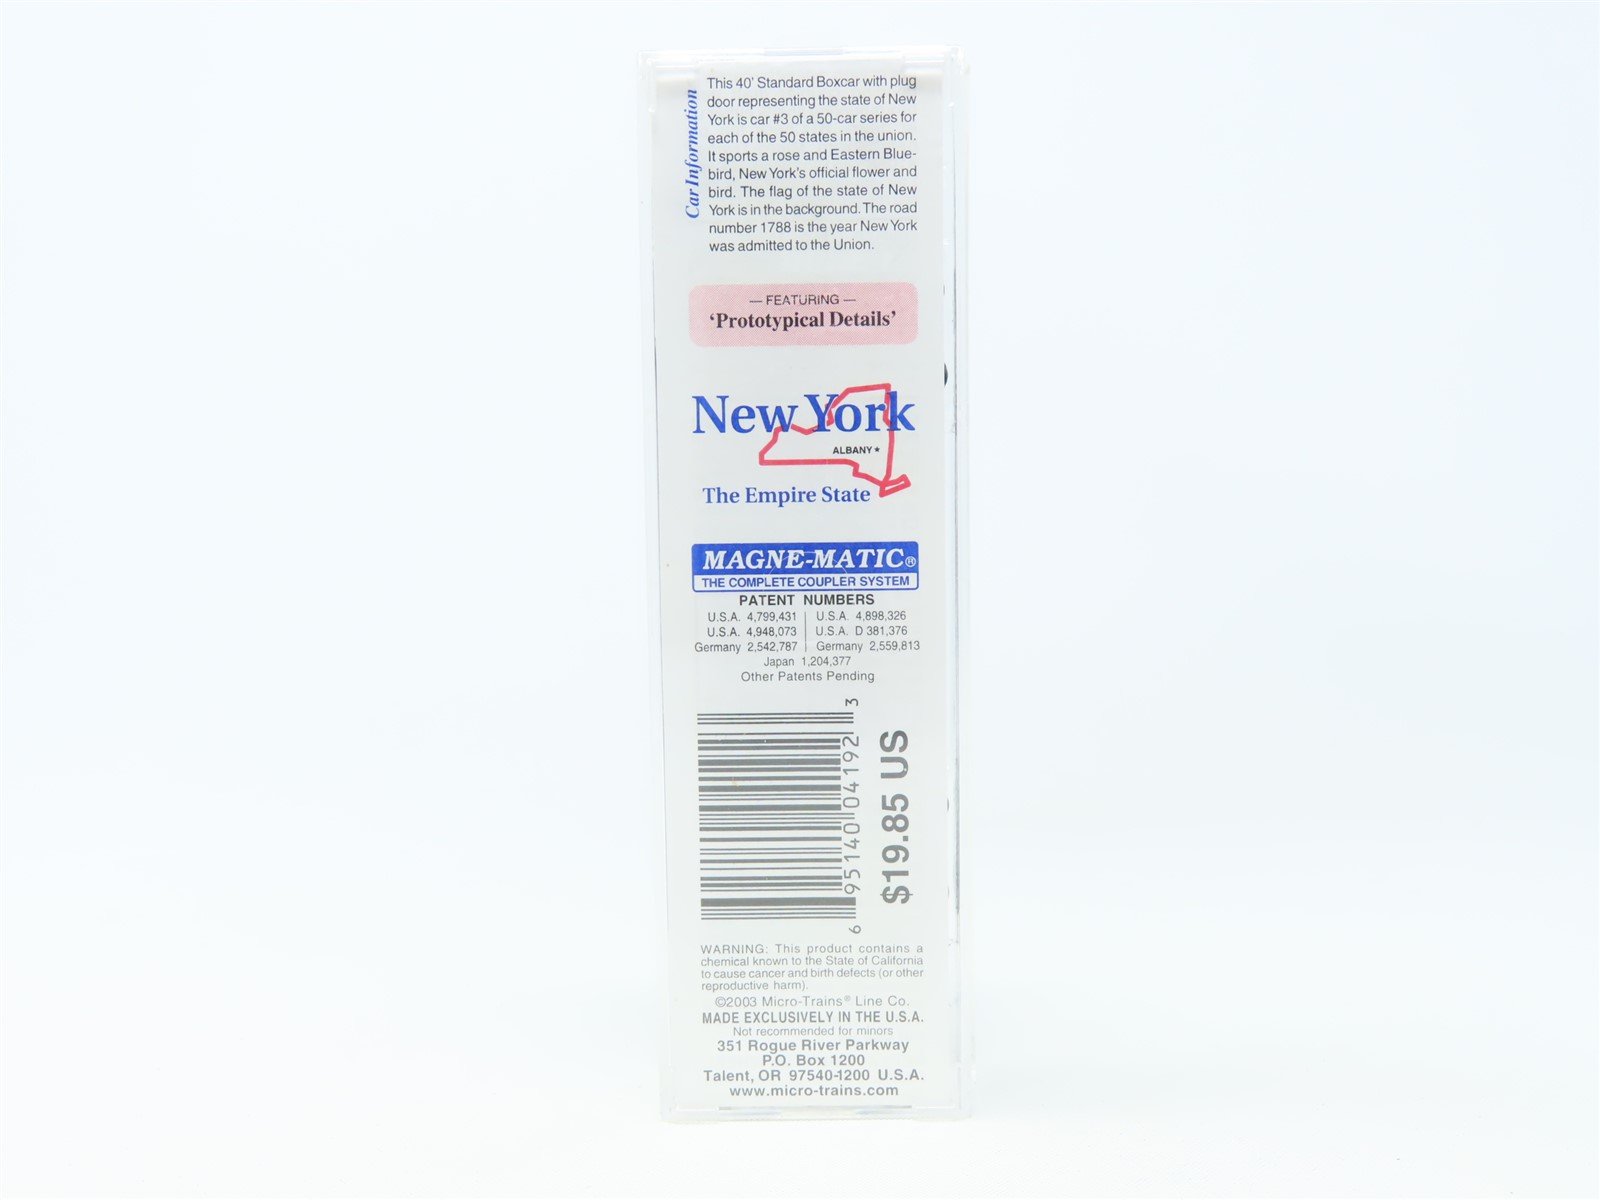 Car Information
This 40' Standard Boxcar with plug
door representing the state of New
York is car #3 of a 50-car series for
each of the 50 states in the union.
It sports a rose and Eastern Blue-
bird, New York's official flower and
bird. The flag of the state of New
York is in the background. The road
number 1788 is the year New York
was admitted to the Union.
— FEATURING —
'Prototypical Details'
New York
ALBANY★
The Empire State
MAGNE-MATIC®
THE COMPLETE COUPLER SYSTEM
PATENT NUMBERS
U.S.A. 4,799,431 | U.S.A. 4,898,326
U.S.A. 4,948,073 | U.S.A. D 381,376
Germany 2,542,787 | Germany 2,559,813
Japan 1,204,377
Other Patents Pending
6 95140 04192 3
$19.85 US
WARNING: This product contains a
chemical known to the State of California
to cause cancer and birth defects (or other
reproductive harm).
©2003 Micro-Trains® Line Co.
MADE EXCLUSIVELY IN THE U.S.A.
Not recommended for minors
351 Rogue River Parkway
P.O. Box 1200
Talent, OR 97540-1200 U.S.A.
www.micro-trains.com